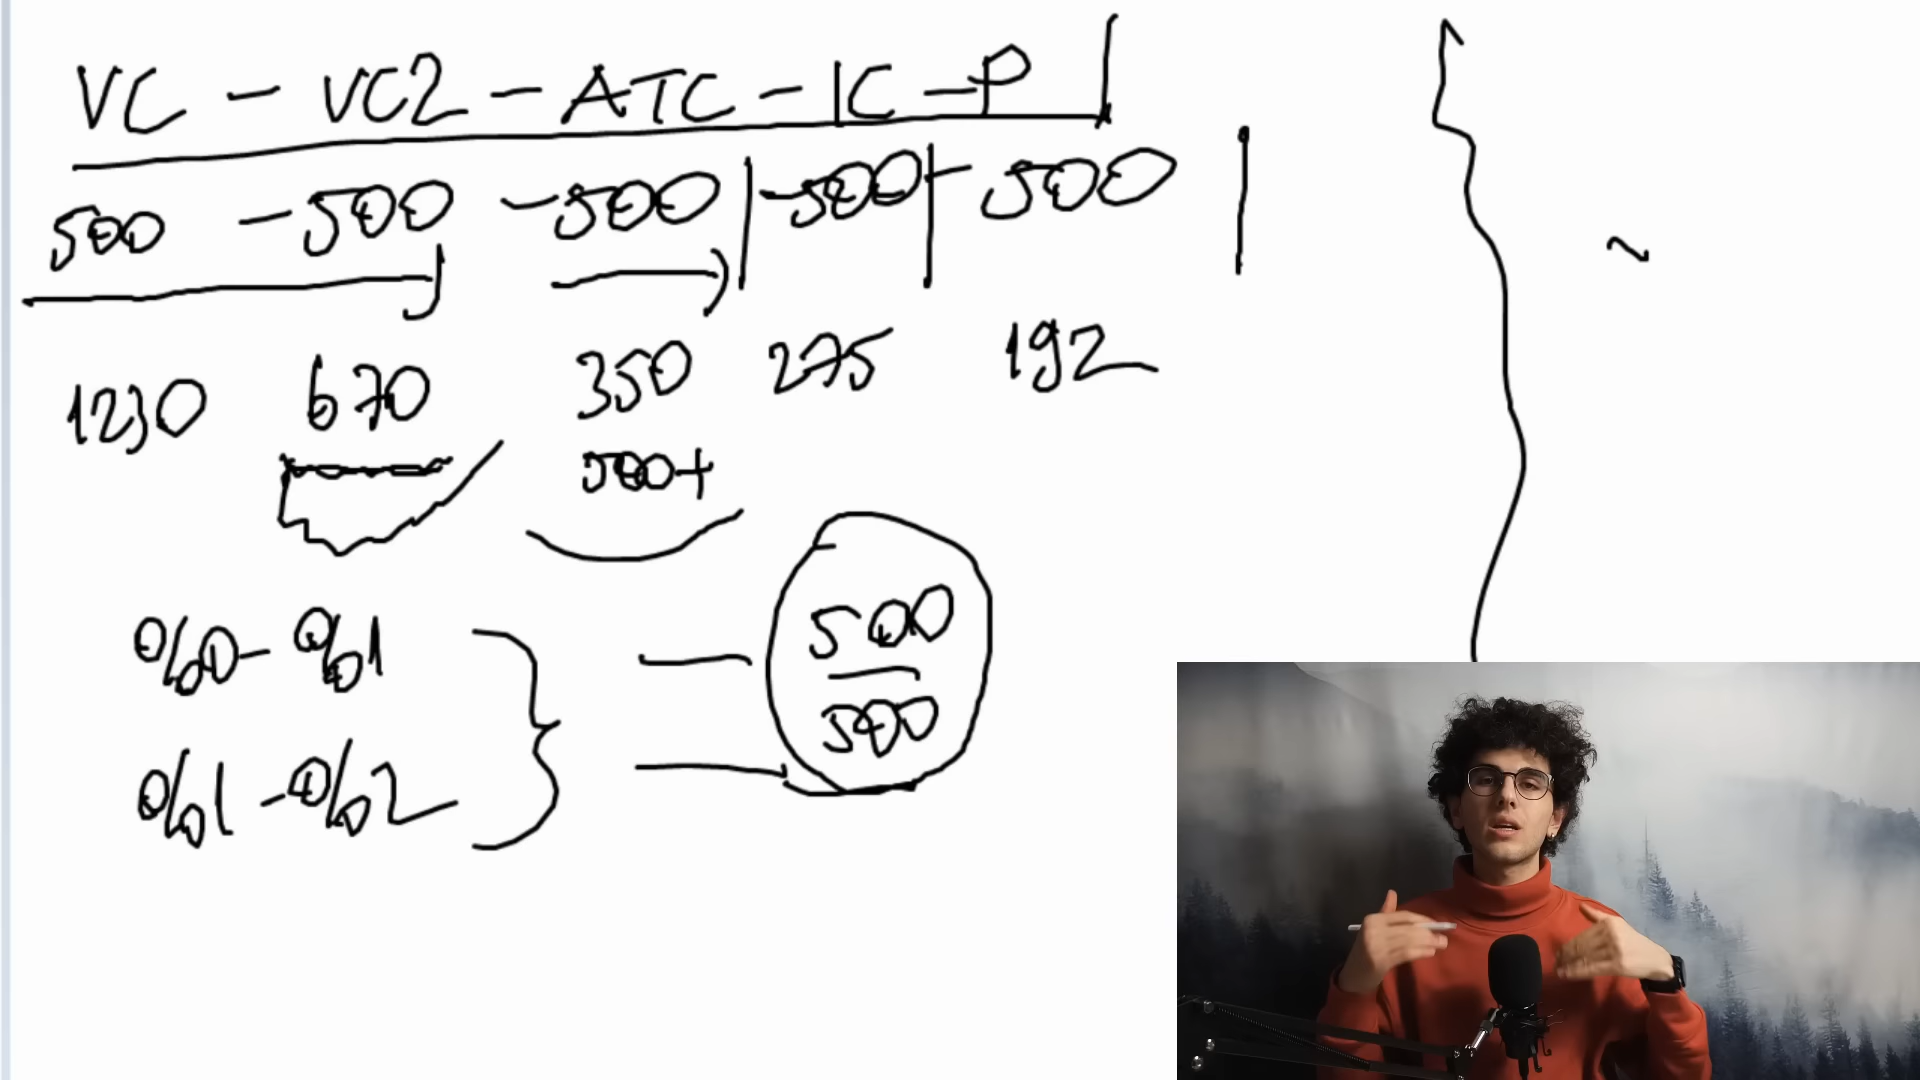 VC - VC2 - ATC - IC - P
500 - 500 - 500 - 500 - 500
1230 670 350 275 192
500+
%0 - %1
500
500
%1 - %2